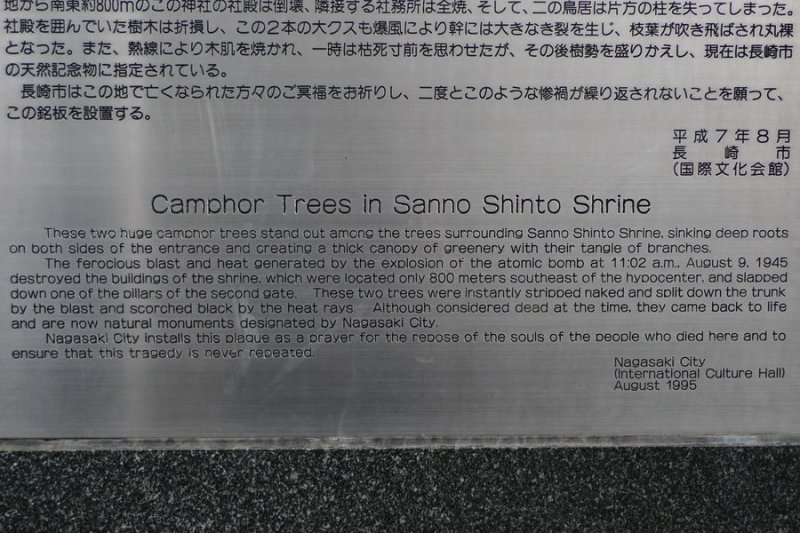 地から南東約800mのこの神社の社殿は倒壊、隣接する社務所は全焼、そして、二の鳥居は片方の柱を失ってしまった。
社殿を囲んでいた樹木は折損し、この2本の大クスも爆風により幹には大きなき裂を生じ、枝葉が吹き飛ばされ丸裸
となった。また、熱線により木肌を焼かれ、一時は枯死寸前を思わせたが、その後樹勢を盛りかえし、現在は長崎市
の天然記念物に指定されている。
長崎市はこの地で亡くなられた方々のご冥福をお祈りし、二度とこのような惨禍が繰り返されないことを願って、
この銘板を設置する。
平成7年8月
長崎市
(国際文化会館)
Camphor Trees in Sanno Shinto Shrine
These two huge camphor trees stand out among the trees surrounding Sanno Shinto Shrine, sinking deep roots
on both sides of the entrance and creating a thick canopy of greenery with their tangle of branches.
The ferocious blast and heat generated by the explosion of the atomic bomb at 11:02 a.m., August 9, 1945
destroyed the buildings of the shrine, which were located only 800 meters southeast of the hypocenter, and slapped
down one of the pillars of the second gate. These two trees were instantly stripped naked and split down the trunk
by the blast and scorched black by the heat rays. Although considered dead at the time, they came back to life
and are now natural monuments designated by Nagasaki City.
Nagasaki City installs this plaque as a prayer for the repose of the souls of the people who died here and to
ensure that this tragedy is never repeated.
Nagasaki City
(International Culture Hall)
August 1995